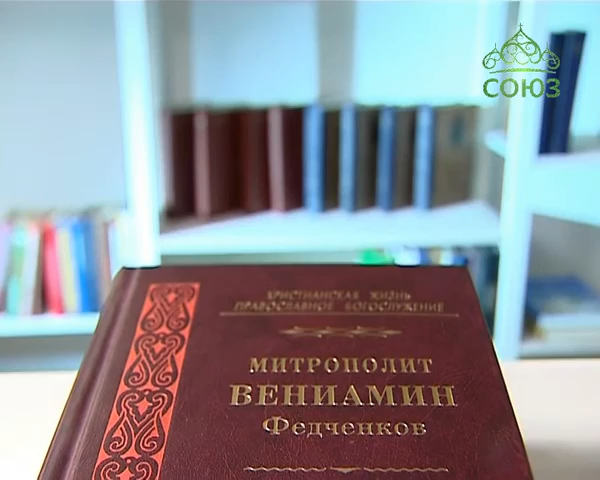 СОЮЗ
ХРИСТИАНСКАЯ ЖИЗНЬ
ПРАВОСЛАВНОЕ БОГОСЛУЖЕНИЕ
МИТРОПОЛИТ
ВЕНИАМИН
Федченков